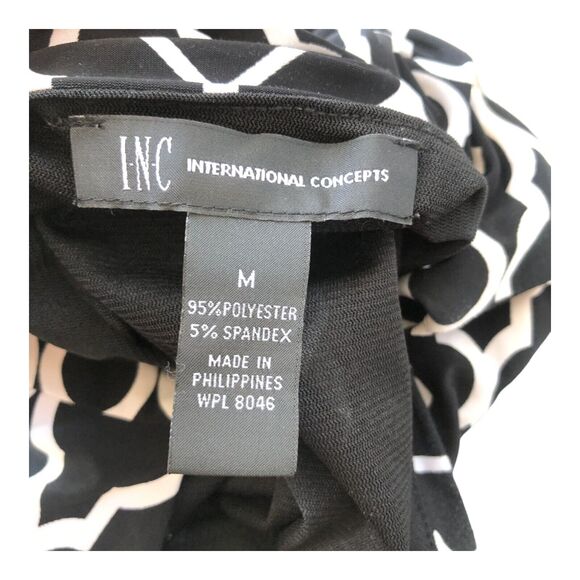 I·N·C INTERNATIONAL CONCEPTS
M
95%POLYESTER
5% SPANDEX
MADE IN
PHILIPPINES
WPL 8046